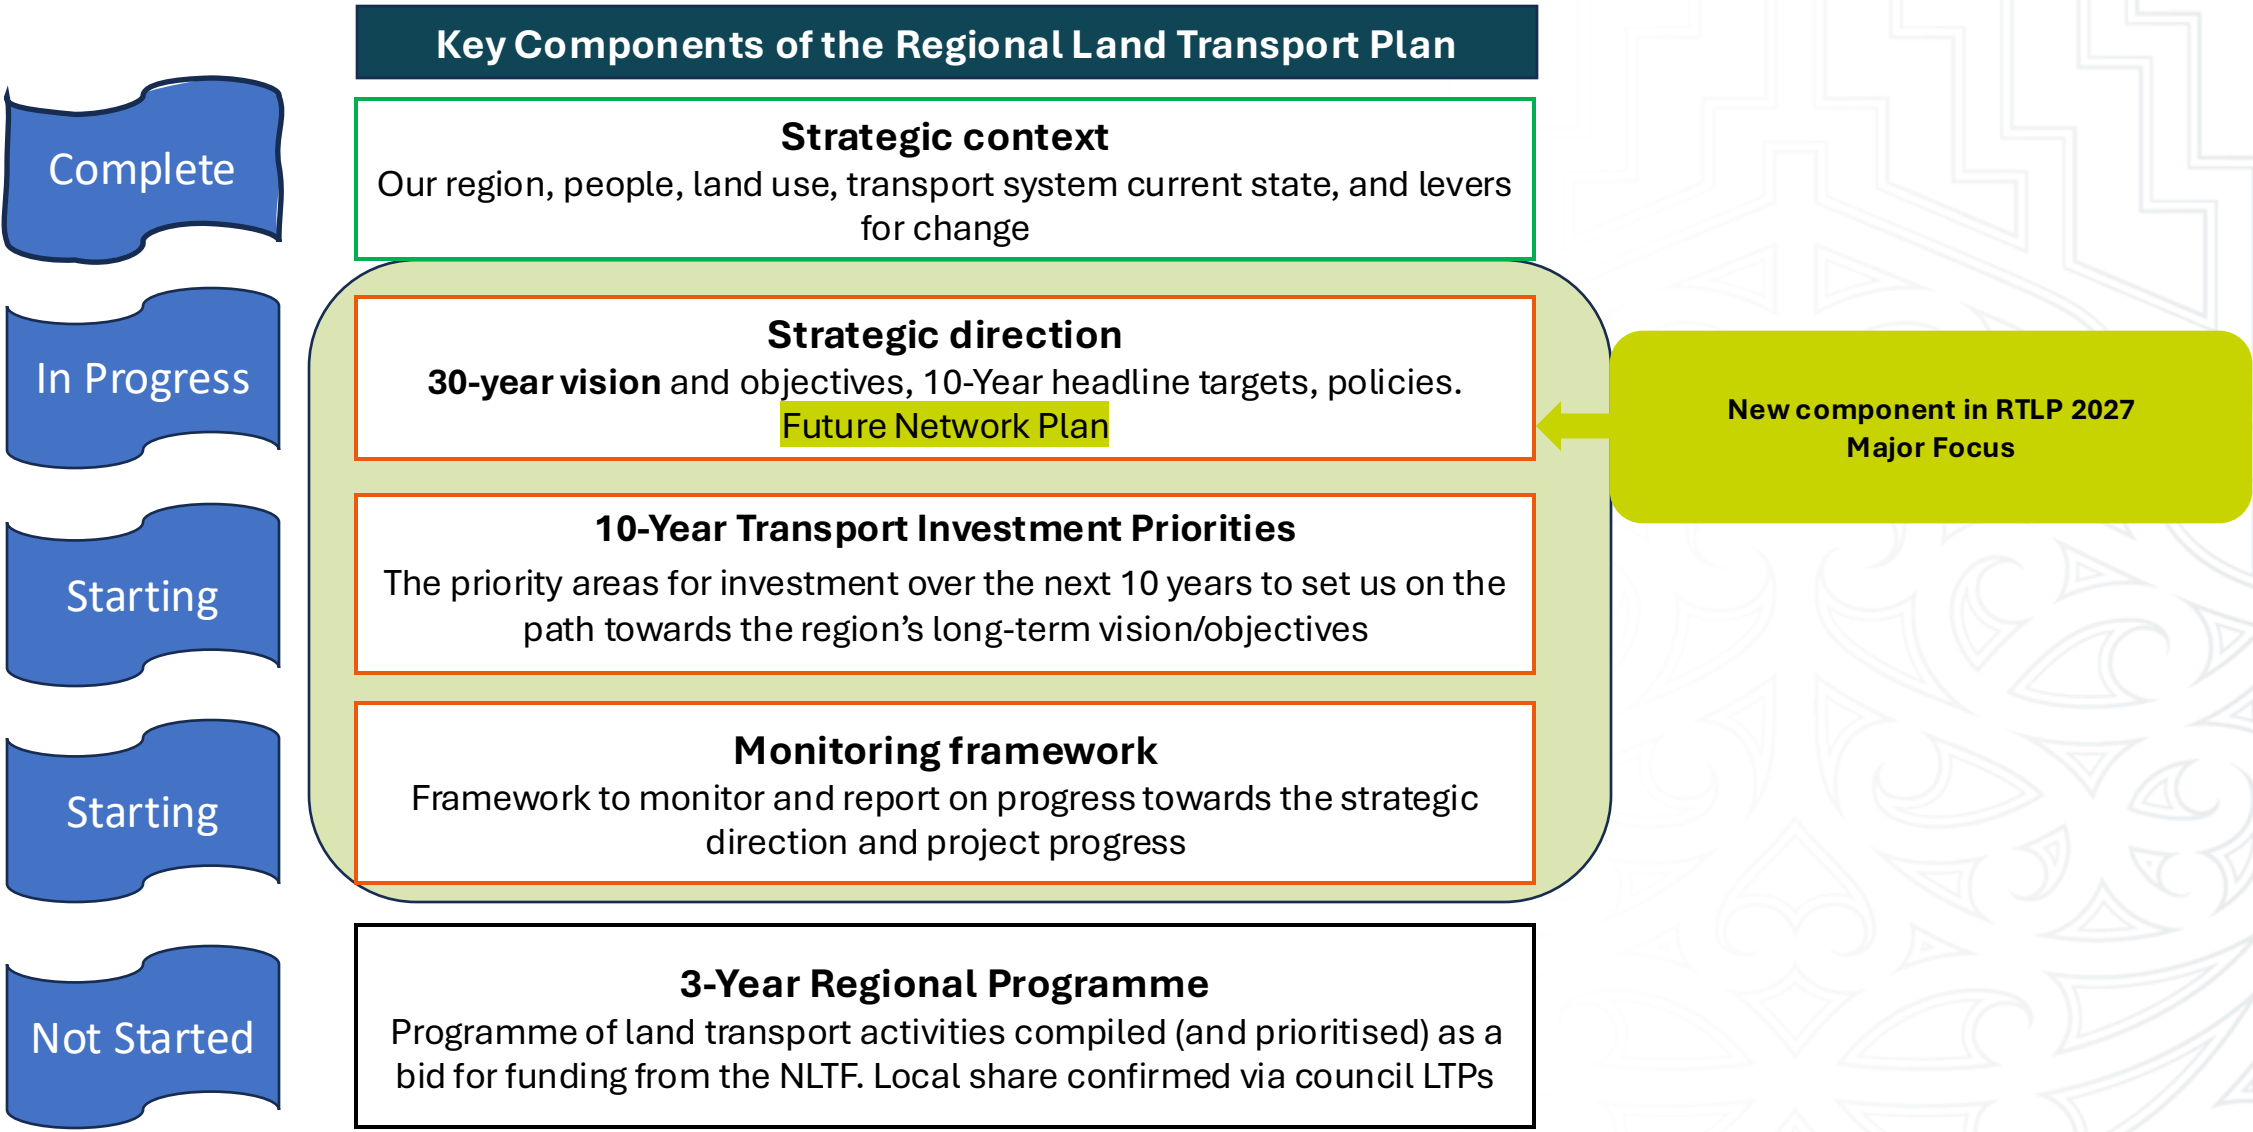 Key Components of the Regional Land Transport Plan
Complete
Strategic context
Our region, people, land use, transport system current state, and levers
for change
In Progress
Strategic direction
30-year vision and objectives, 10-Year headline targets, policies.
Future Network Plan
New component in RTLP 2027
Major Focus
Starting
10-Year Transport Investment Priorities
The priority areas for investment over the next 10 years to set us on the
path towards the region’s long-term vision/objectives
Starting
Monitoring framework
Framework to monitor and report on progress towards the strategic
direction and project progress
Not Started
3-Year Regional Programme
Programme of land transport activities compiled (and prioritised) as a
bid for funding from the NLTF. Local share confirmed via council LTPs